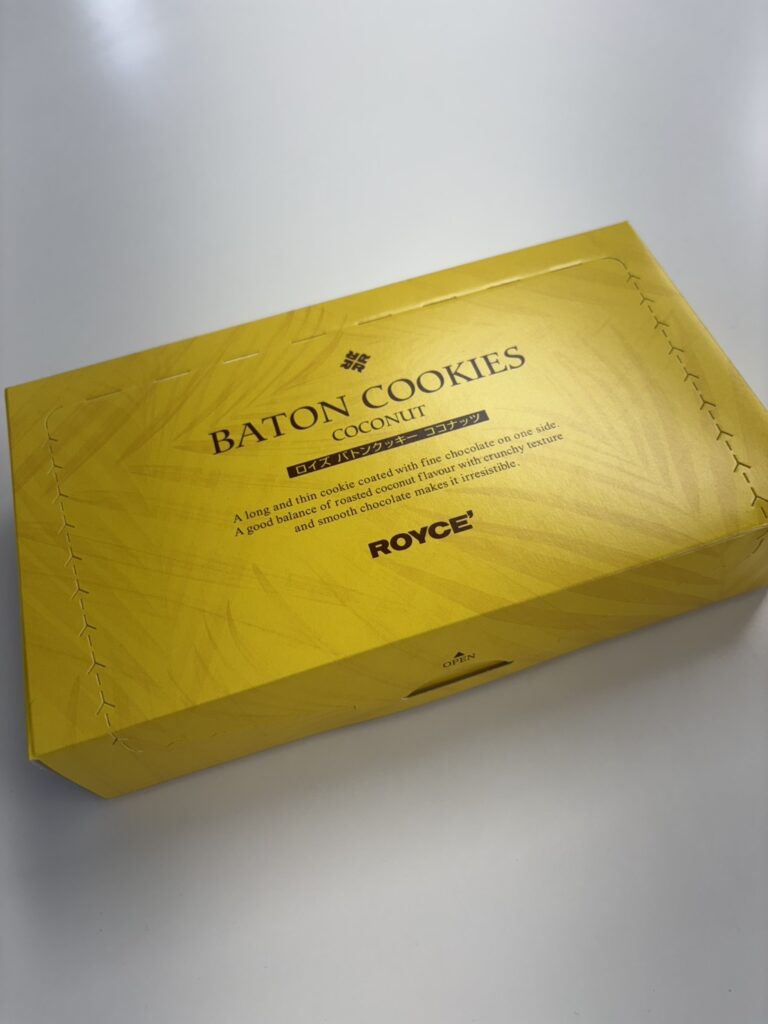 BATON COOKIES
COCONUT
ロイズ バトンクッキー ココナッツ
A long and thin cookie coated with fine chocolate on one side.
A good balance of roasted coconut flavour with crunchy texture
and smooth chocolate makes it irresistible.
ROYCE'
OPEN